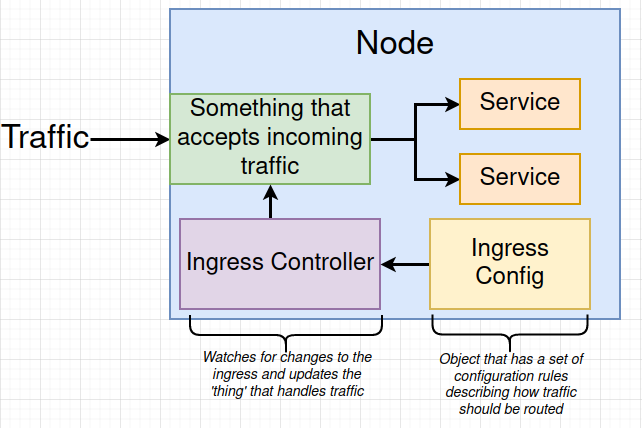 Node
Something that
accepts incoming
traffic
Service
Traffic
Service
Ingress Controller
Ingress
Config
Watches for changes to the
ingress and updates the
'thing' that handles traffic
Object that has a set of
configuration rules
describing how traffic
should be routed